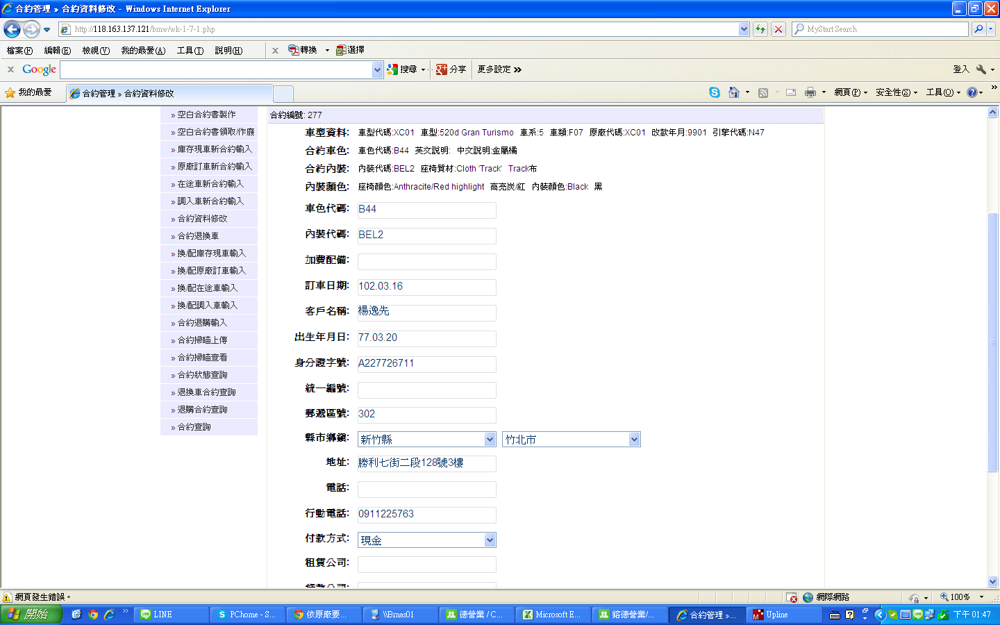 合約管理 » 合約資料修改 - Windows Internet Explorer
http://118.163.137.121/bmw/wk-1-7-1.php
MyStart Search
檔案(F) 編輯(E) 檢視(V) 我的最愛(A) 工具(T) 說明(H)
x 轉換 選擇
x Google 搜尋 分享 更多設定 » 登入
我的最愛 合約管理 » 合約資料修改 網頁(P) 安全性(S) 工具(O) »
» 空白合約書製作
» 空白合約書領取/作廢
» 庫存現車新合約輸入
» 原廠訂車新合約輸入
» 在途車新合約輸入
» 調入車新合約輸入
» 合約資料修改
» 合約退換車
» 換/配庫存現車輸入
» 換/配原廠訂車輸入
» 換/配在途車輸入
» 換/配調入車輸入
» 合約退購輸入
» 合約掃瞄上傳
» 合約掃瞄查看
» 合約狀態查詢
» 退換車合約查詢
» 退購合約查詢
» 合約查詢
合約編號: 277
車型資料: 車型代碼:XC01 車型:520d Gran Turismo 車系:5 車類:F07 原廠代碼:XC01 改款年月:9901 引擎代碼:N47
合約車色: 車色代碼:B44 英文說明: 中文說明:金屬橘
合約內裝: 內裝代碼:BEL2 座椅質材:Cloth 'Track' Track布
內裝顏色: 座椅顏色:Anthracite/Red highlight 高亮炭/紅 內裝顏色:Black 黑
車色代碼: B44
內裝代碼: BEL2
加費配備:
訂車日期: 102.03.16
客戶名稱: 楊逸先
出生年月日: 77.03.20
身分證字號: A227726711
統一編號:
郵遞區號: 302
縣市鄉鎮: 新竹縣 竹北市
地址: 勝利七街二段128號3樓
電話:
行動電話: 0911225763
付款方式: 現金
租賃公司:
網頁發生錯誤。 網際網路 100%
開始 LINE PChome - S... 依原廠要... \\Bmas01 德營業 / C... Microsoft E... 鎔德營業/... 合約管理 »... Upline 下午 01:47